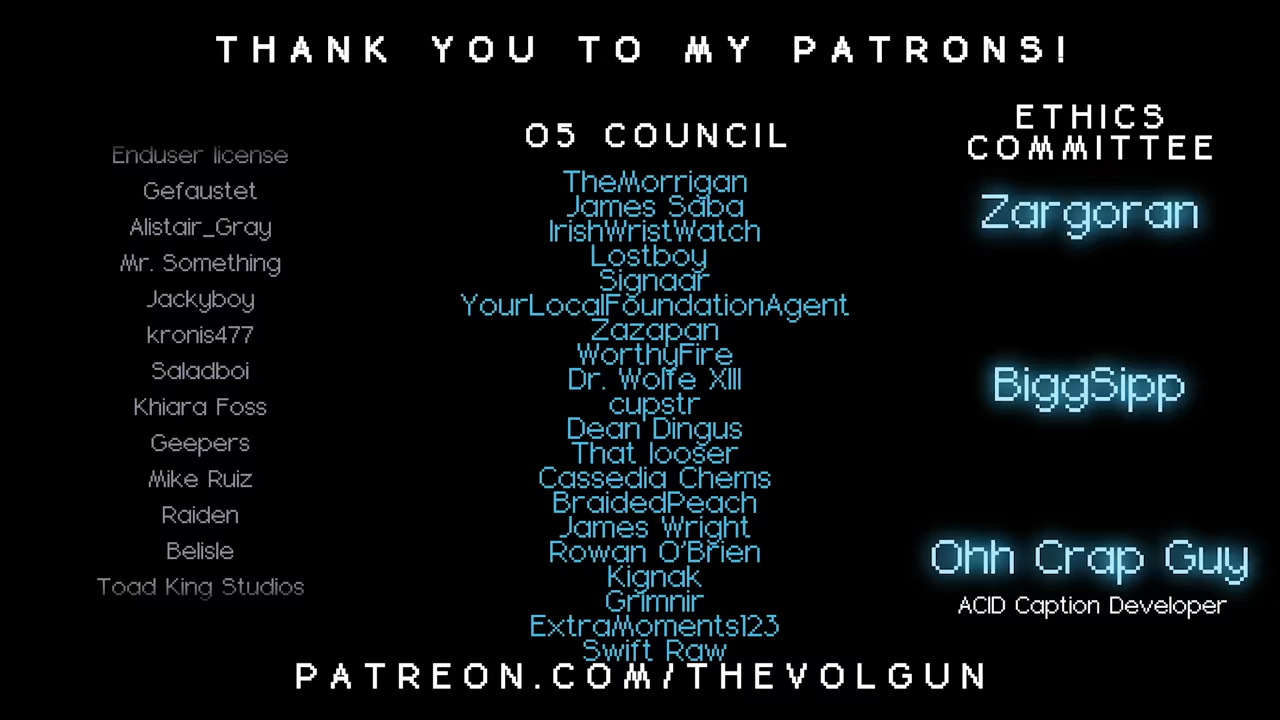 THANK YOU TO MY PATRONS!
Enduser license
Gefaustet
Alistair_Gray
Mr. Something
Jackyboy
kronis477
Saladboi
Khiara Foss
Geepers
Mike Ruiz
Raiden
Belisle
Toad King Studios
O5 COUNCIL
TheMorrigan
James Saba
IrishWristWatch
Lostboy
Signadr
YourLocalFoundationAgent
Zazapan
WorthyFire
Dr. Wolfe XIII
cupstr
Dean Dingus
That looser
Cassedia Chems
BraidedPeach
James Wright
Rowan O'Brien
Kignak
Grimnir
ExtraMoments123
Swift Raw
ETHICS
COMMITTEE
Zargoran
BiggSipp
Ohh Crap Guy
ACID Caption Developer
PATREON.COM/THEVOLGUN